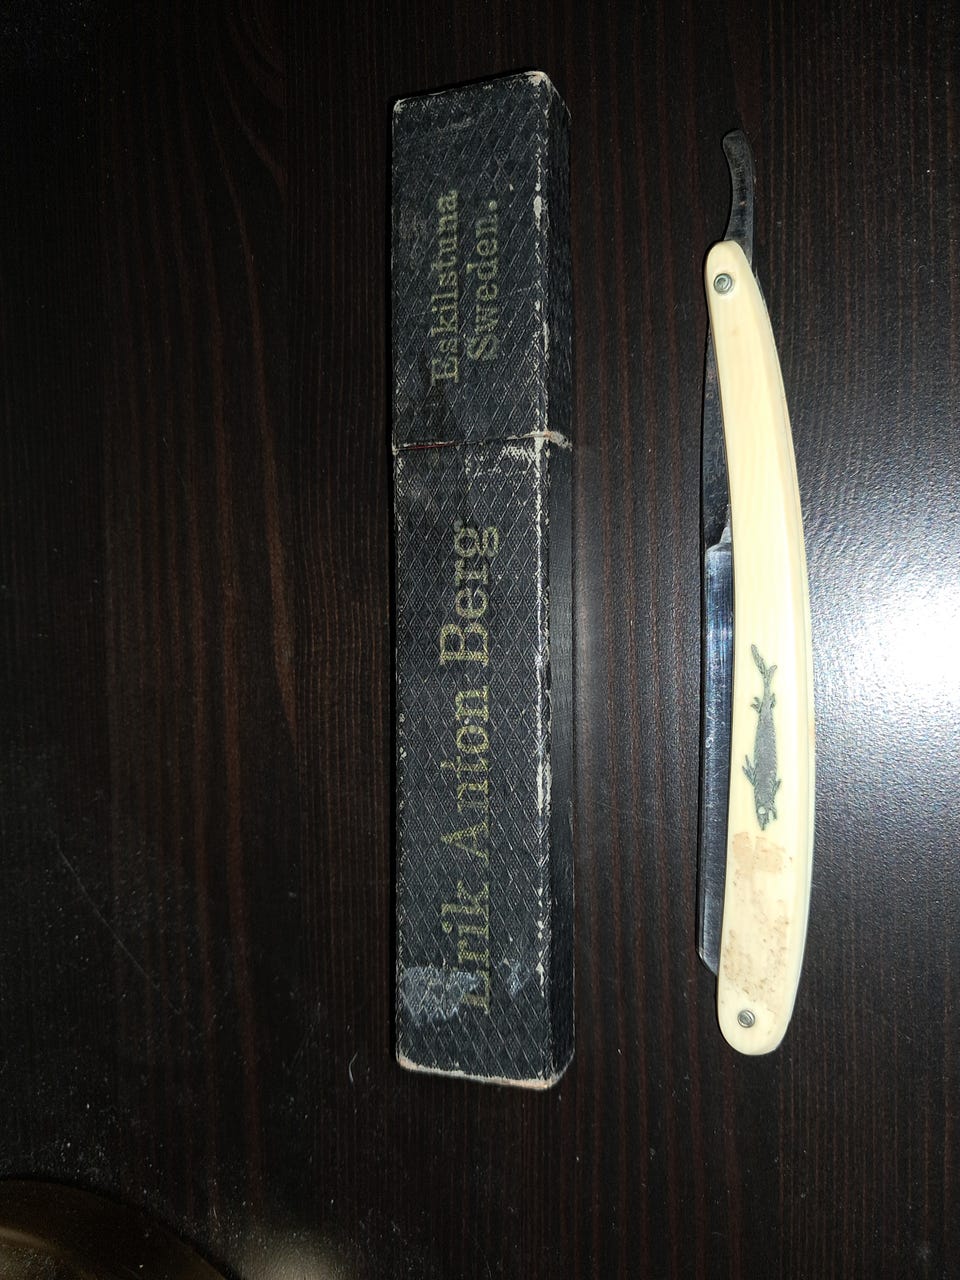 Erik Anton Berg
Eskilstuna
Sweden.